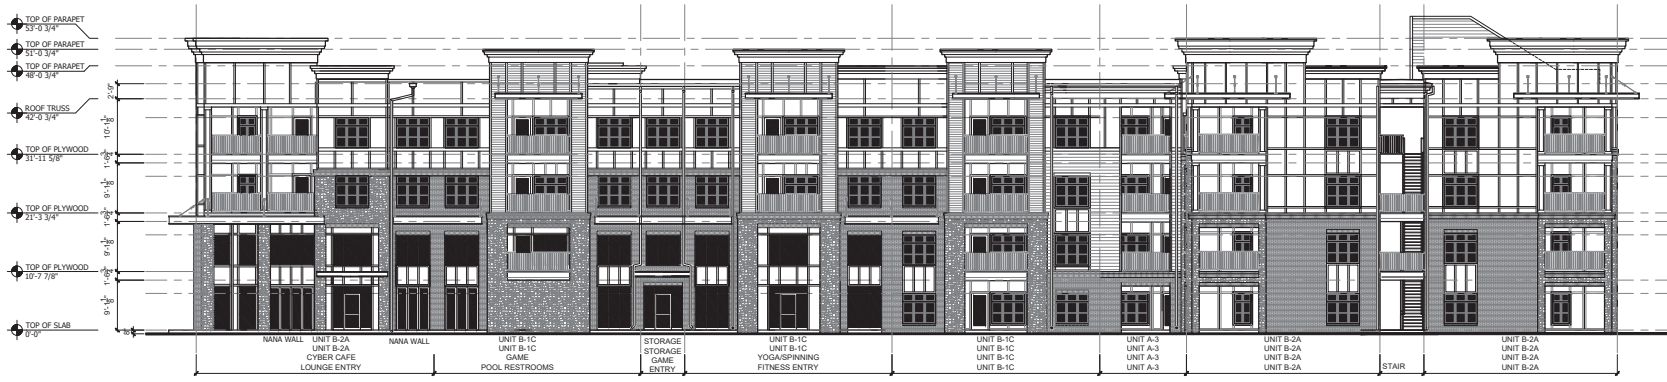 TOP OF PARAPET
53'-0 3/4"
TOP OF PARAPET
51'-0 3/4"
TOP OF PARAPET
48'-0 3/4"
2'-9"
ROOF TRUSS
42'-0 3/4"
TOP OF PLYWOOD
31'-11 5/8"
TOP OF PLYWOOD
21'-3 3/4"
TOP OF PLYWOOD
10'-7 7/8"
TOP OF SLAB
0'-0"
NANA WALL
UNIT B-2A
UNIT B-2A
CYBER CAFE
LOUNGE ENTRY
NANA WALL
UNIT B-1C
UNIT B-1C
GAME
POOL RESTROOMS
STORAGE
STORAGE
GAME
ENTRY
UNIT B-1C
UNIT B-1C
YOGA/SPINNING
FITNESS ENTRY
UNIT B-1C
UNIT B-1C
UNIT B-1C
UNIT B-1C
UNIT A-3
UNIT A-3
UNIT A-3
UNIT A-3
UNIT B-2A
UNIT B-2A
UNIT B-2A
UNIT B-2A
STAIR
UNIT B-2A
UNIT B-2A
UNIT B-2A
UNIT B-2A